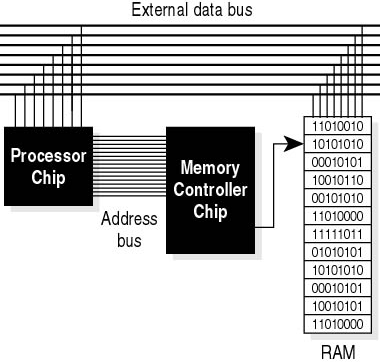 External data bus
Processor
Chip
Address
bus
Memory
Controller
Chip
11010010
10101010
00010101
10010110
00101010
11010000
11111011
01010101
10101010
00010101
10010101
11010000
RAM